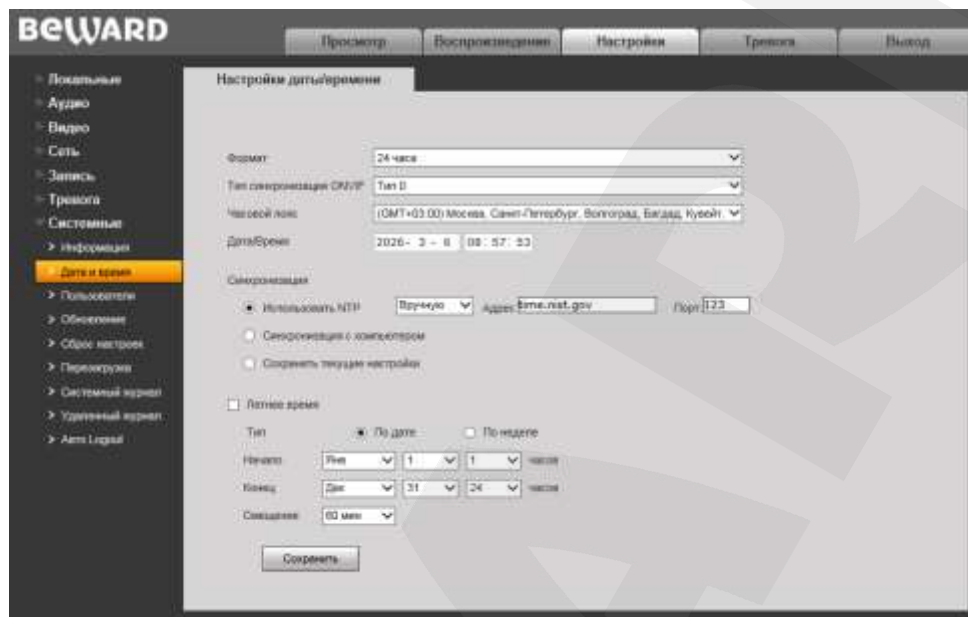 BEWARD
Просмотр Воспроизведение Настройки Тревога Выход
Локальные
Аудио
Видео
Сеть
Запись
Тревога
Системные
Информация
Дата и время
Пользователи
Обновление
Сброс настроек
Перезагрузка
Системный журнал
Удаленный журнал
Авто Logout
Настройки даты/времени
Формат 24 часа
Тип синхронизации ONVIF Тип 0
Часовой пояс (GMT+03:00) Москва, Санкт-Петербург, Волгоград, Багдад, Кувейт,
Дата/Время 2026- 3 - 6 08: 57: 53
Синхронизация
Использовать NTP Вручную Адрес time.nist.gov Порт 123
Синхронизация с компьютером
Сохранить текущие настройки
Летнее время
Тип По дате По неделе
Начало Янв 1 1 часов
Конец Дек 31 24 часов
Смещение 60 мин
Сохранить